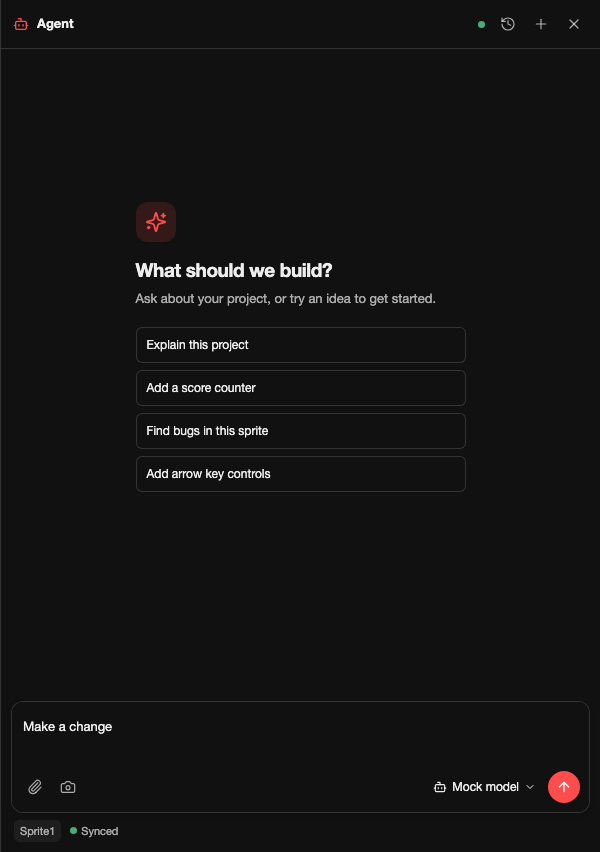 Agent
What should we build?
Ask about your project, or try an idea to get started.
Explain this project
Add a score counter
Find bugs in this sprite
Add arrow key controls
Make a change
Mock model
Sprite1
Synced